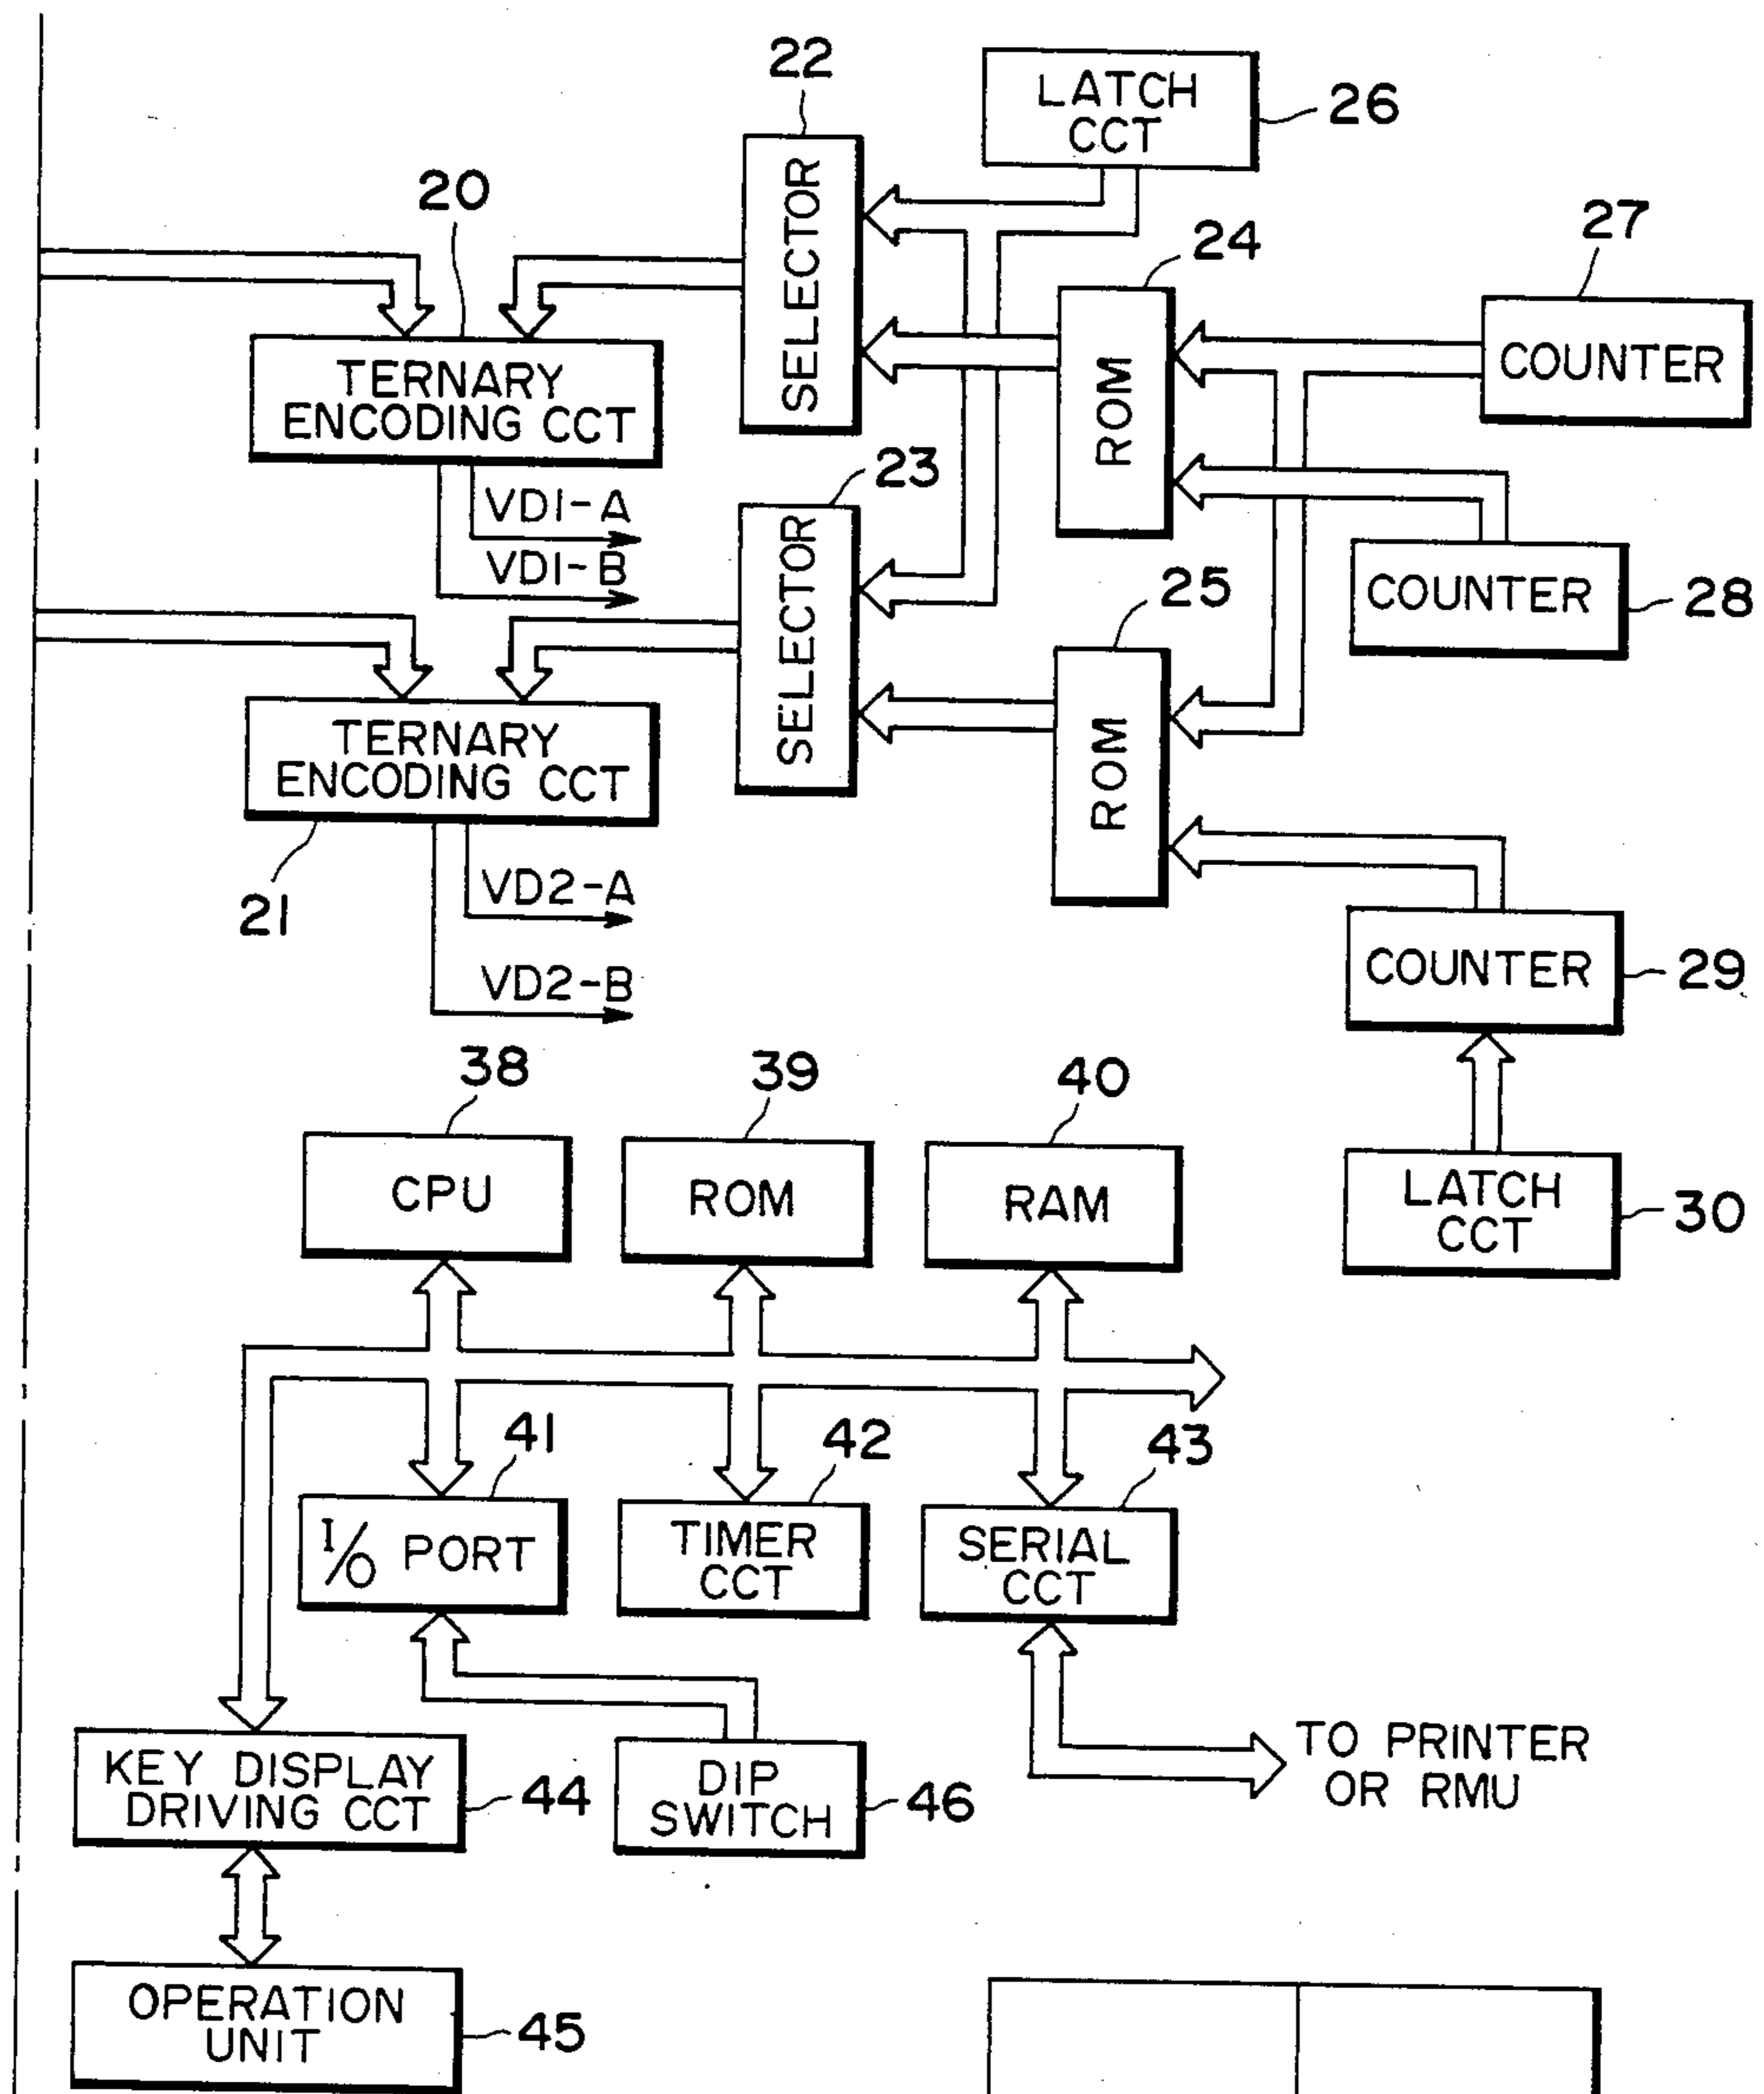 22
LATCH
CCT
26
20
SELECTOR
24
27
TERNARY
ENCODING CCT
ROM
COUNTER
23
VD1-A
VD1-B
SELECTOR
25
COUNTER
28
TERNARY
ENCODING CCT
ROM
21
VD2-A
VD2-B
COUNTER
29
38
39
40
CPU
ROM
RAM
LATCH
CCT
30
41
42
43
I/O PORT
TIMER
CCT
SERIAL
CCT
KEY DISPLAY
DRIVING CCT
44
DIP
SWITCH
46
TO PRINTER
OR RMU
OPERATION
UNIT
45